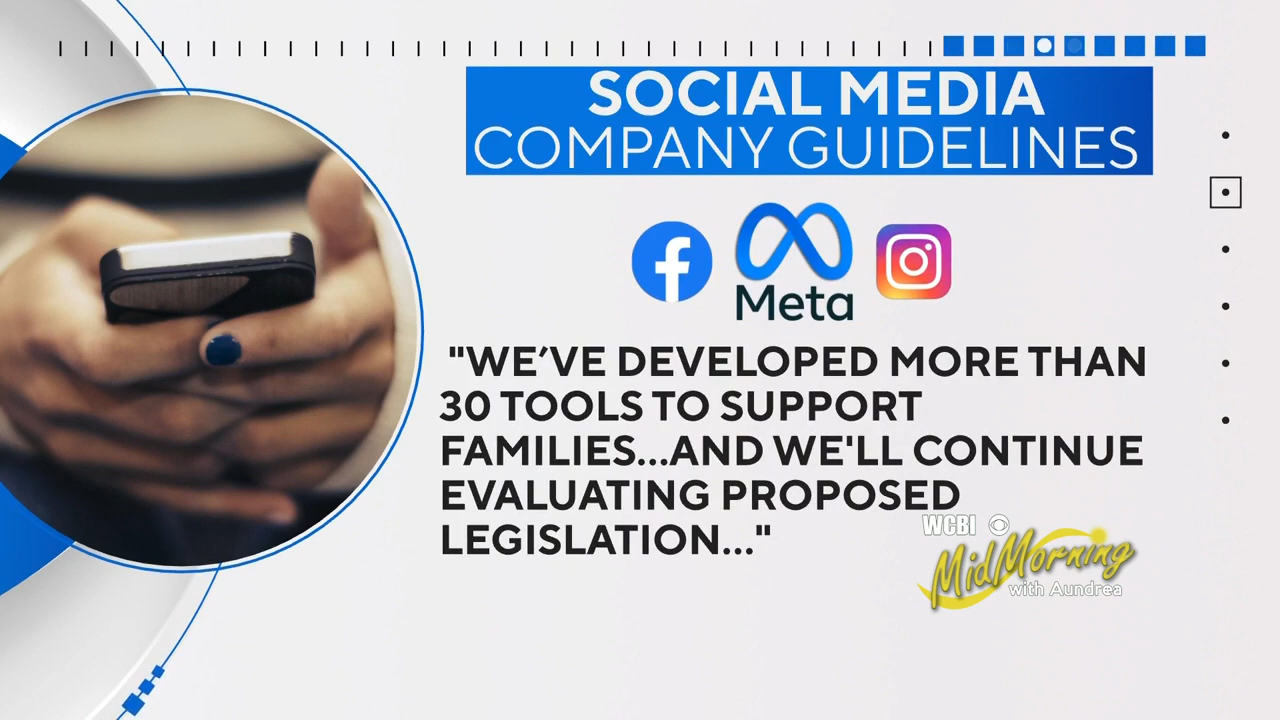 SOCIAL MEDIA
COMPANY GUIDELINES
Meta
"WE’VE DEVELOPED MORE THAN
30 TOOLS TO SUPPORT
FAMILIES...AND WE'LL CONTINUE
EVALUATING PROPOSED
LEGISLATION..."
WCBI
MidMorning
with Aundrea